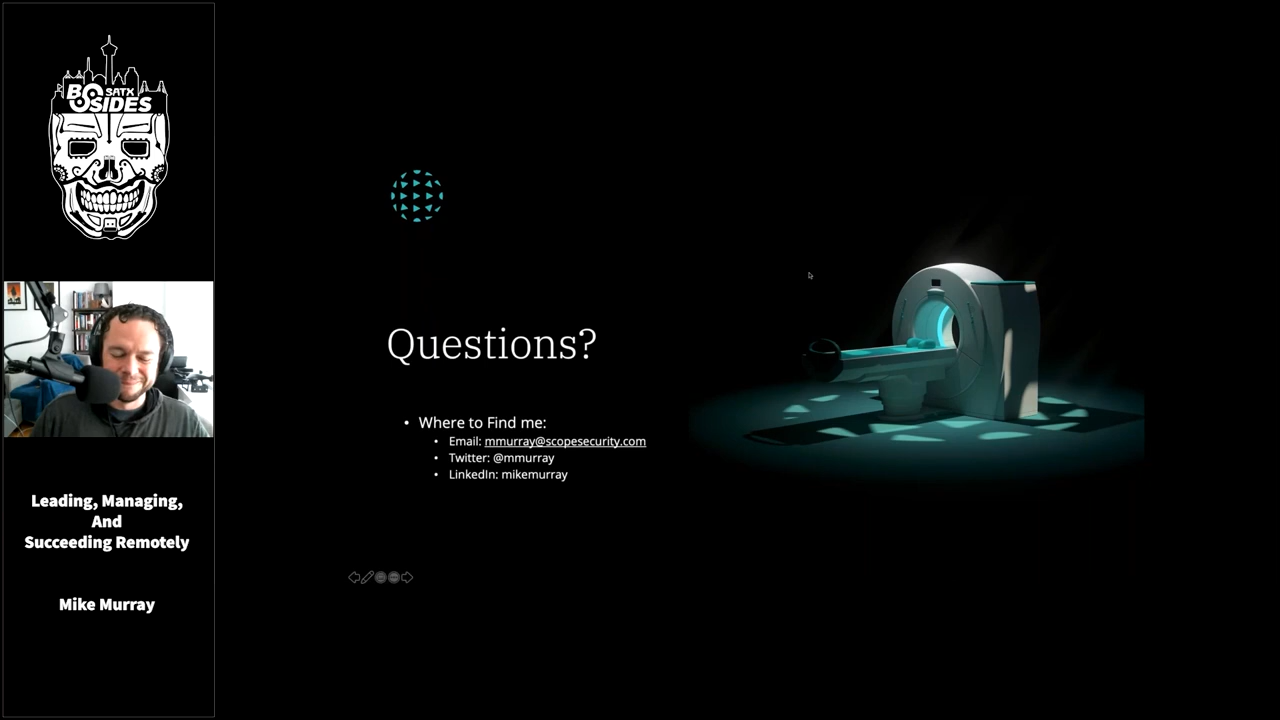 BSIDES
SATX
Leading, Managing,
And
Succeeding Remotely
Mike Murray
Questions?
• Where to Find me:
• Email: mmurray@scopesecurity.com
• Twitter: @mmurray
• LinkedIn: mikemurray